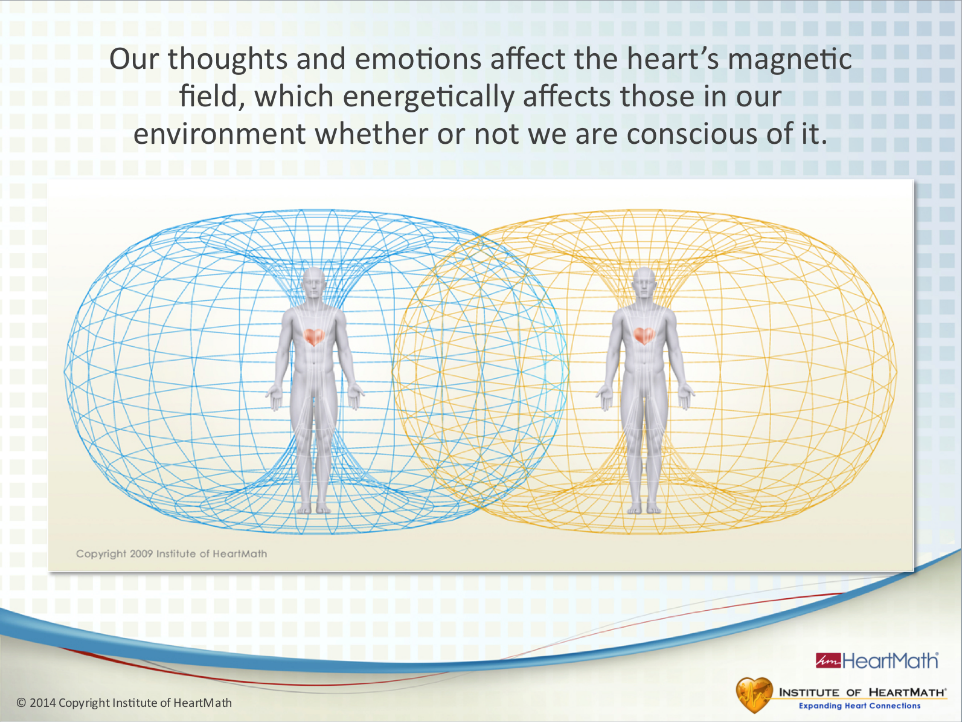 Our thoughts and emotions affect the heart’s magnetic
field, which energetically affects those in our
environment whether or not we are conscious of it.
Copyright 2009 Institute of HeartMath
hm HeartMath®
INSTITUTE OF HEARTMATH®
Expanding Heart Connections
© 2014 Copyright Institute of HeartMath